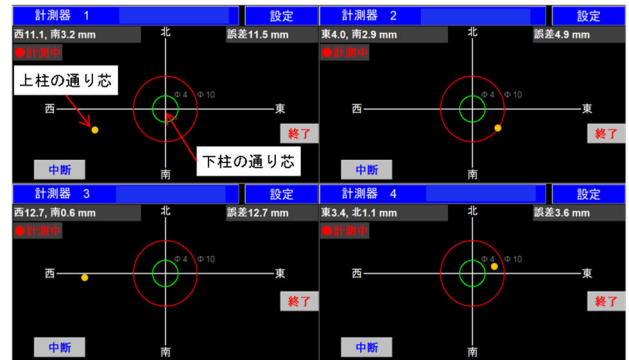 計測器 1
設定
西11.1, 南3.2 mm
北
誤差11.5 mm
●計測中
上柱の通り芯
Φ4
Φ10
西
東
終了
下柱の通り芯
中断
南
計測器 2
設定
東4.0, 南2.9 mm
北
誤差4.9 mm
●計測中
Φ4
Φ10
西
東
終了
中断
南
計測器 3
設定
西12.7, 南0.6 mm
北
誤差12.7 mm
●計測中
Φ4
Φ10
西
東
終了
中断
南
計測器 4
設定
東3.4, 北1.1 mm
北
誤差3.6 mm
●計測中
Φ4
Φ10
西
東
終了
中断
南